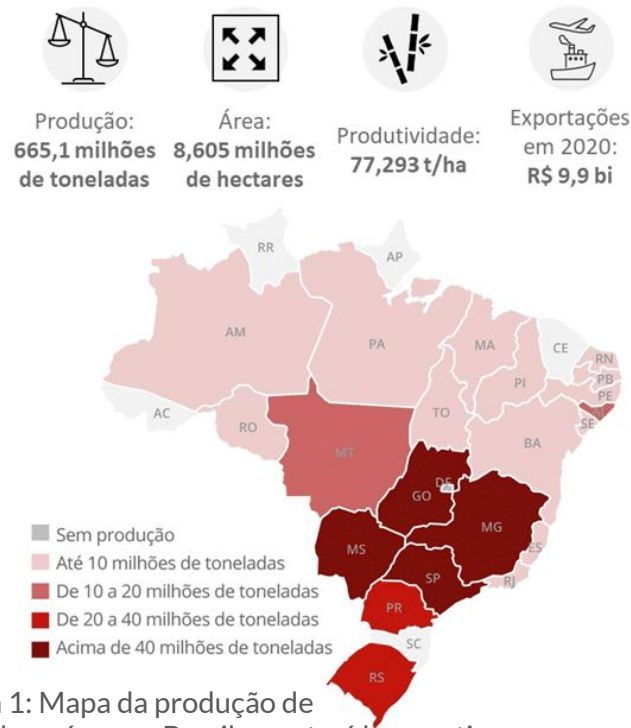 Produção:
665,1 milhões
de toneladas
Área:
8,605 milhões
de hectares
Produtividade:
77,293 t/ha
Exportações
em 2020:
R$ 9,9 bi
RR
AP
AM
PA
MA
CE
RN
PB
PE
PI
AC
RO
TO
SE
BA
MT
DF
GO
MG
ES
MS
SP
RJ
PR
SC
RS
Sem produção
Até 10 milhões de toneladas
De 10 a 20 milhões de toneladas
De 20 a 40 milhões de toneladas
Acima de 40 milhões de toneladas
1: Mapa da produção de